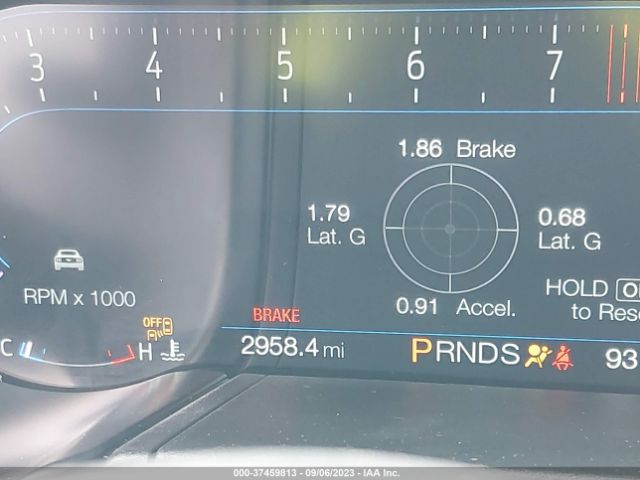 3 4 5 6 7
1.86 Brake
1.79
Lat. G
0.68
Lat. G
0.91 Accel.
HOLD
to Rese
RPM x 1000
OFF
BRAKE
C H
2958.4 mi
PRNDS
93
000-37459813 - 09/06/2023 - IAA Inc.